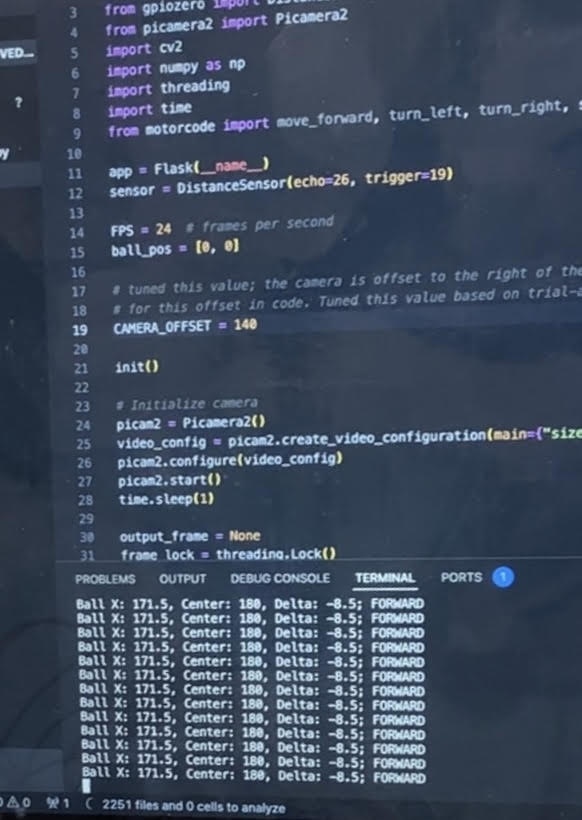 VED...
?
3 from gpiozero import
4 from picamera2 import Picamera2
5 import cv2
6 import numpy as np
7 import threading
8 import time
9 from motorcode import move_forward, turn_left, turn_right,
10
11 app = Flask(__name__)
12 sensor = DistanceSensor(echo=26, trigger=19)
13
14 FPS = 24 # frames per second
15 ball_pos = [0, 0]
16
17 # tuned this value; the camera is offset to the right of the
18 # for this offset in code. Tuned this value based on trial-a
19 CAMERA_OFFSET = 140
20
21 init()
22
23 # Initialize camera
24 picam2 = Picamera2()
25 video_config = picam2.create_video_configuration(main={"size
26 picam2.configure(video_config)
27 picam2.start()
28 time.sleep(1)
29
30 output_frame = None
31 frame_lock = threading.Lock()
PROBLEMS OUTPUT DEBUG CONSOLE TERMINAL PORTS 1
Ball X: 171.5, Center: 180, Delta: -8.5; FORWARD
Ball X: 171.5, Center: 180, Delta: -8.5; FORWARD
Ball X: 171.5, Center: 180, Delta: -8.5; FORWARD
Ball X: 171.5, Center: 180, Delta: -8.5; FORWARD
Ball X: 171.5, Center: 180, Delta: -8.5; FORWARD
Ball X: 171.5, Center: 180, Delta: -8.5; FORWARD
Ball X: 171.5, Center: 180, Delta: -8.5; FORWARD
Ball X: 171.5, Center: 180, Delta: -8.5; FORWARD
Ball X: 171.5, Center: 180, Delta: -8.5; FORWARD
Ball X: 171.5, Center: 180, Delta: -8.5; FORWARD
Ball X: 171.5, Center: 180, Delta: -8.5; FORWARD
Ball X: 171.5, Center: 180, Delta: -8.5; FORWARD
Ball X: 171.5, Center: 180, Delta: -8.5; FORWARD
0 1 2251 files and 0 cells to analyze